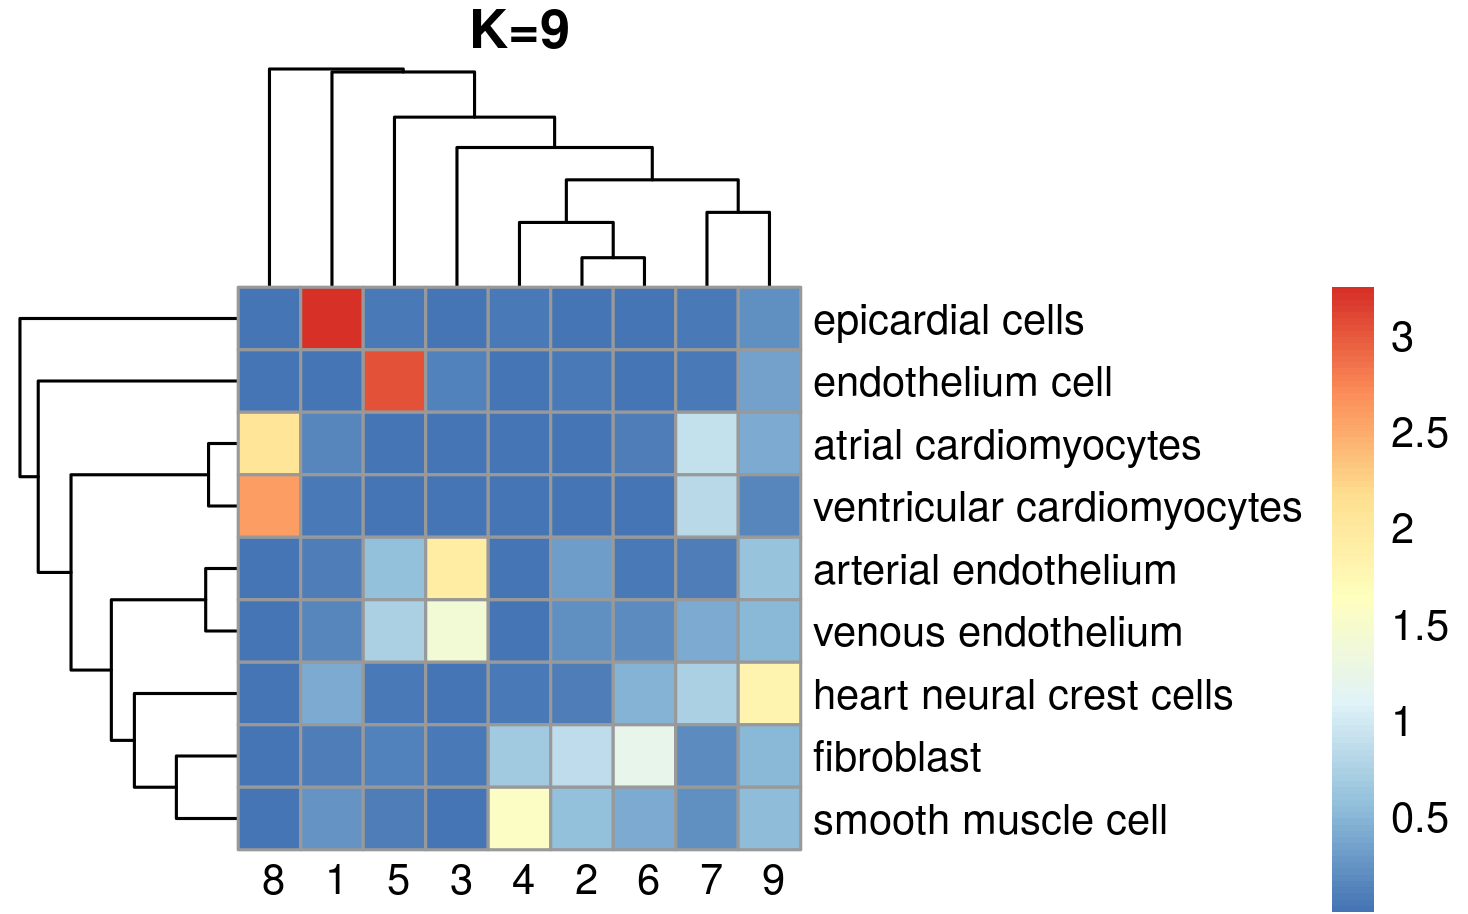 K=9
epicardial cells
endothelium cell
atrial cardiomyocytes
ventricular cardiomyocytes
arterial endothelium
venous endothelium
heart neural crest cells
fibroblast
smooth muscle cell
8 1 5 3 4 2 6 7 9
3
2.5
2
1.5
1
0.5